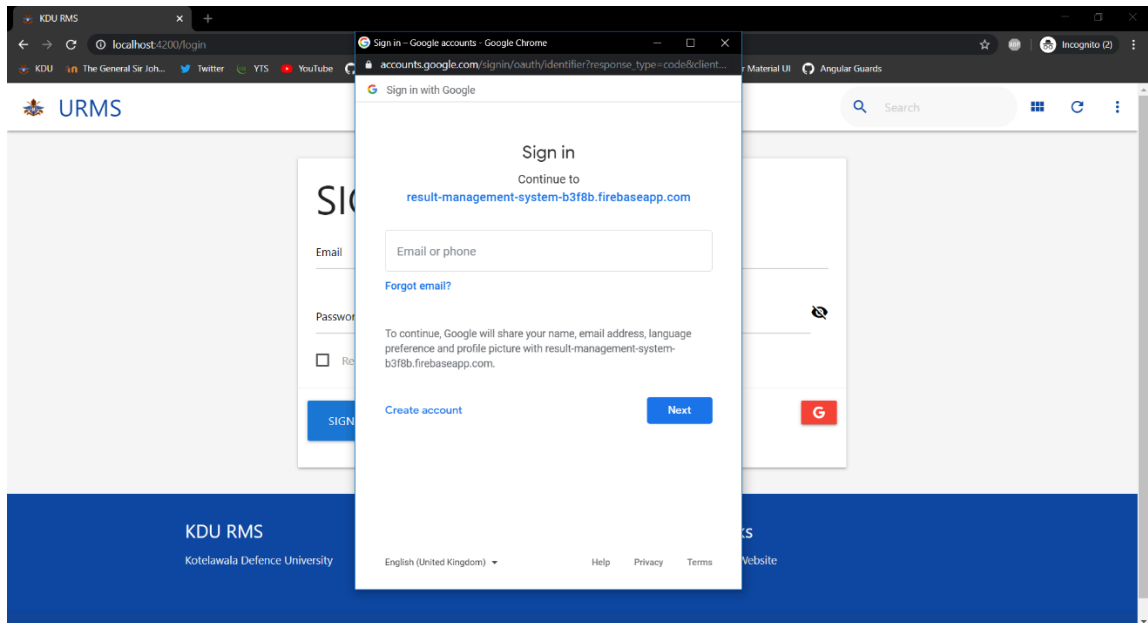 KDU RMS
localhost:4200/login
Incognito (2)
KDU
The General Sir Joh...
Twitter
YTS
YouTube
r Material UI
Angular Guards
URMS
Search
SI
Email
Passwor
Re
SIGN
G
Sign in – Google accounts - Google Chrome
accounts.google.com/signin/oauth/identifier?response_type=code&client...
Sign in with Google
Sign in
Continue to
result-management-system-b3f8b.firebaseapp.com
Email or phone
Forgot email?
To continue, Google will share your name, email address, language
preference and profile picture with result-management-system-
b3f8b.firebaseapp.com.
Create account
Next
English (United Kingdom)
Help Privacy Terms
KDU RMS
Kotelawala Defence University
ks
Website